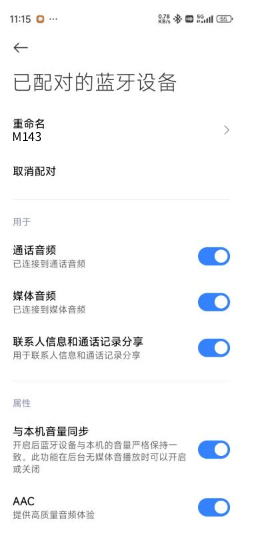 11:15
0.78 KB/s 5G 55
已配对的蓝牙设备
重命名
M143
取消配对
用于
通话音频
已连接到通话音频
媒体音频
已连接到媒体音频
联系人信息和通话记录分享
用于联系人信息和通话记录分享
属性
与本机音量同步
开启后蓝牙设备与本机的音量严格保持一
致。此功能在后台无媒体音播放时可以开启
或关闭
AAC
提供高质量音频体验